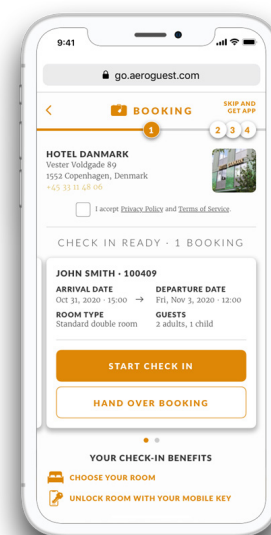 9:41
go.aeroguest.com
BOOKING
SKIP AND
GET APP
1 2 3 4
HOTEL DANMARK
Vester Voldgade 89
1552 Copenhagen, Denmark
+45 33 11 48 06
I accept Privacy Policy and Terms of Service.
CHECK IN READY · 1 BOOKING
JOHN SMITH · 100409
ARRIVAL DATE DEPARTURE DATE
Oct 31, 2020 · 15:00 → Fri, Nov 3, 2020 · 12:00
ROOM TYPE GUESTS
Standard double room 2 adults, 1 child
START CHECK IN
HAND OVER BOOKING
YOUR CHECK-IN BENEFITS
CHOOSE YOUR ROOM
UNLOCK ROOM WITH YOUR MOBILE KEY